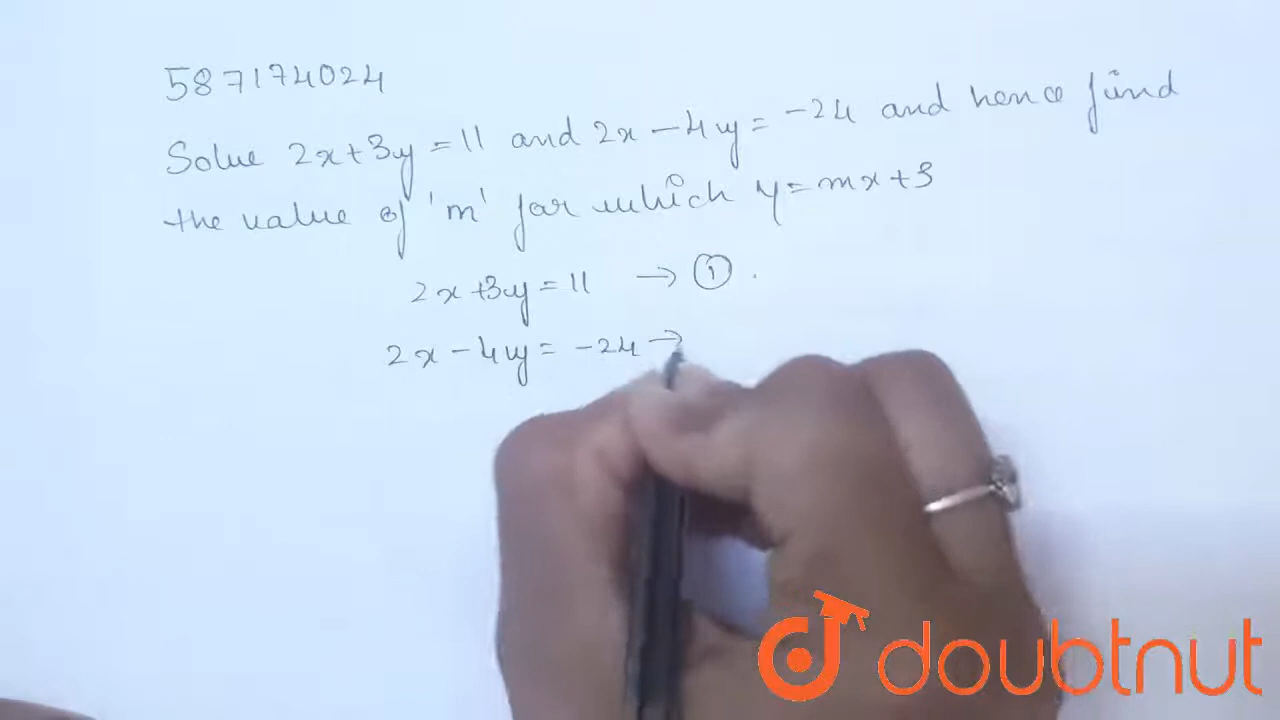 587174024
Solve 2x+3y = 11 and 2x - 4y = -24 and hence find
the value of 'm' for which y = mx + 3
2x+3y = 11 → ① .
2x - 4y = -24 →
doubtnut